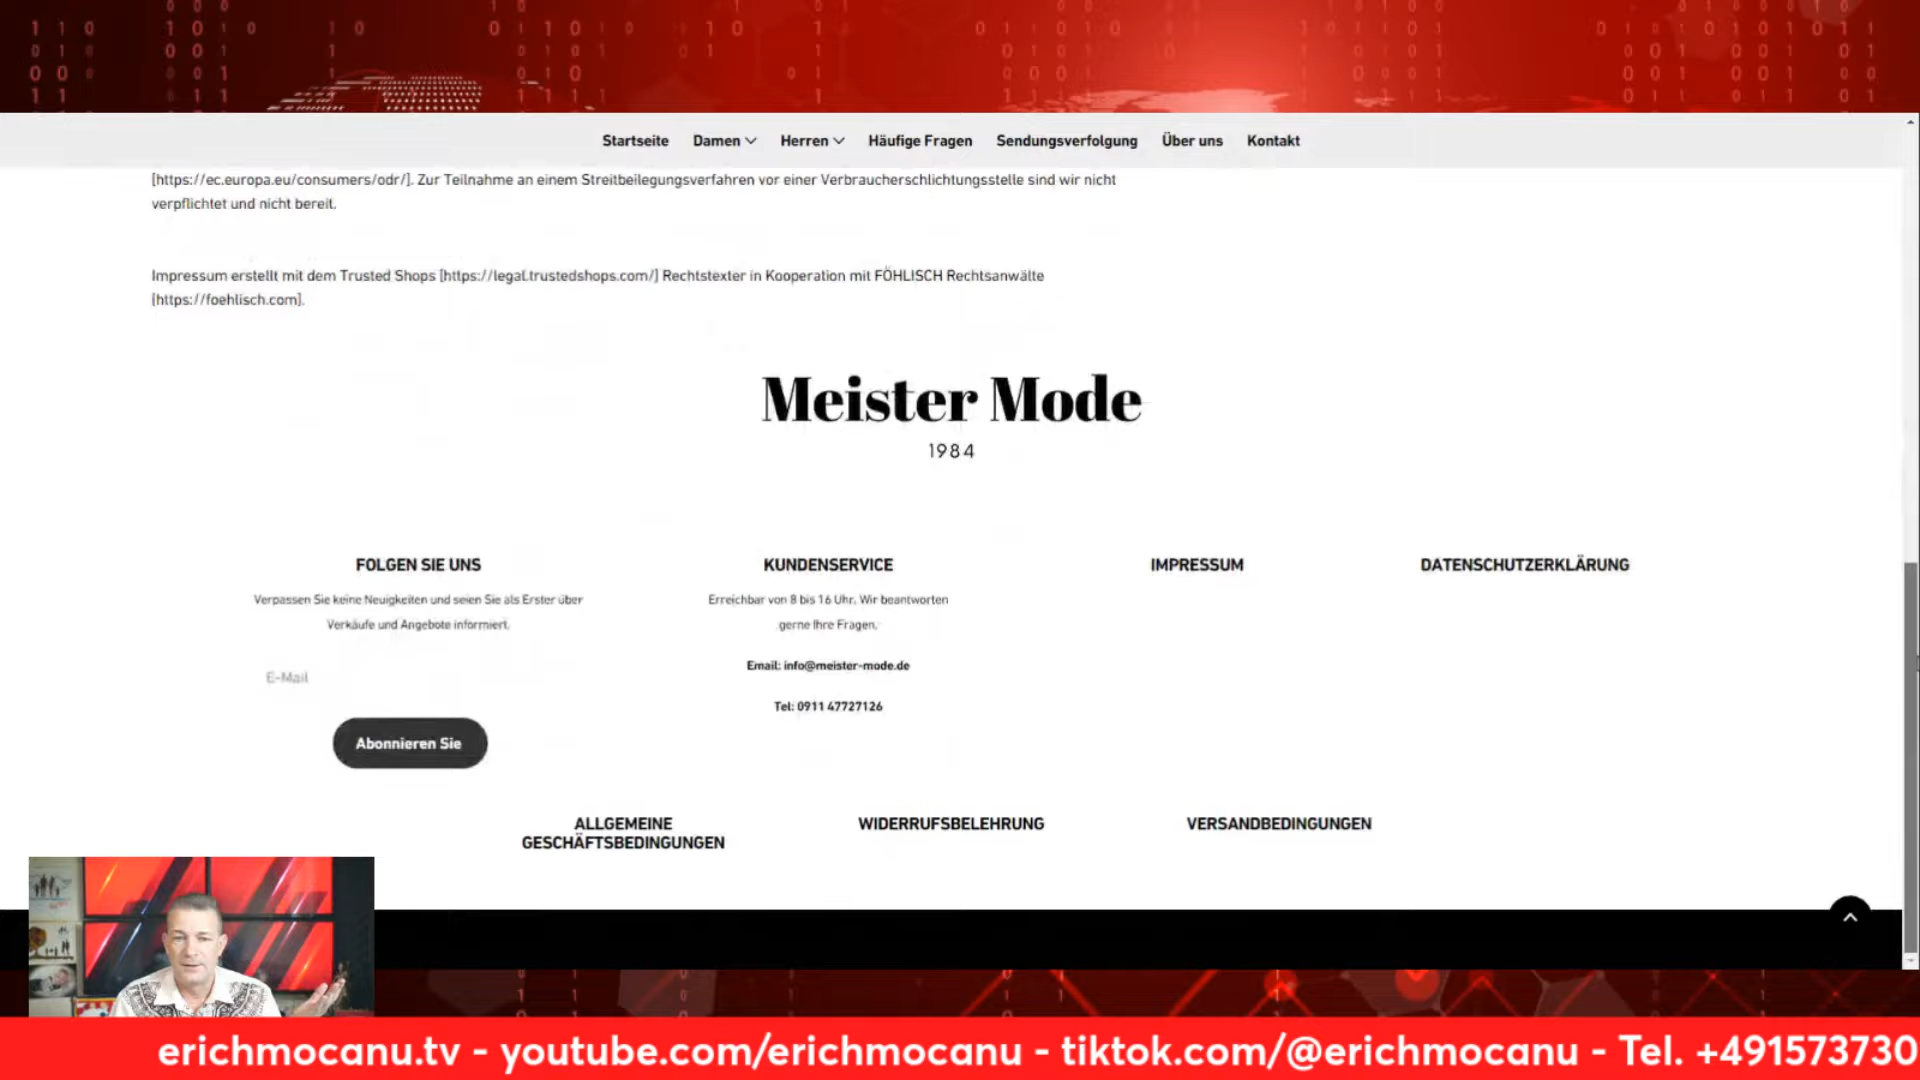 Startseite Damen Herren Häufige Fragen Sendungsverfolgung Über uns Kontakt
[https://ec.europa.eu/consumers/odr/]. Zur Teilnahme an einem Streitbeilegungsverfahren vor einer Verbraucherschlichtungsstelle sind wir nicht
verpflichtet und nicht bereit.
Impressum erstellt mit dem Trusted Shops [https://legal.trustedshops.com/] Rechtstexter in Kooperation mit FÖHLISCH Rechtsanwälte
[https://foehlisch.com].
Meister Mode
1984
FOLGEN SIE UNS
Verpassen Sie keine Neuigkeiten und seien Sie als Erster über
Verkäufe und Angebote informiert.
E-Mail
Abonnieren Sie
KUNDENSERVICE
Erreichbar von 8 bis 16 Uhr. Wir beantworten
gerne Ihre Fragen.
Email: info@meister-mode.de
Tel: 0911 47727126
IMPRESSUM
DATENSCHUTZERKLÄRUNG
ALLGEMEINE
GESCHÄFTSBEDINGUNGEN
WIDERRUFSBELEHRUNG
VERSANDBEDINGUNGEN
erichmocanu.tv - youtube.com/erichmocanu - tiktok.com/@erichmocanu - Tel. +491573730